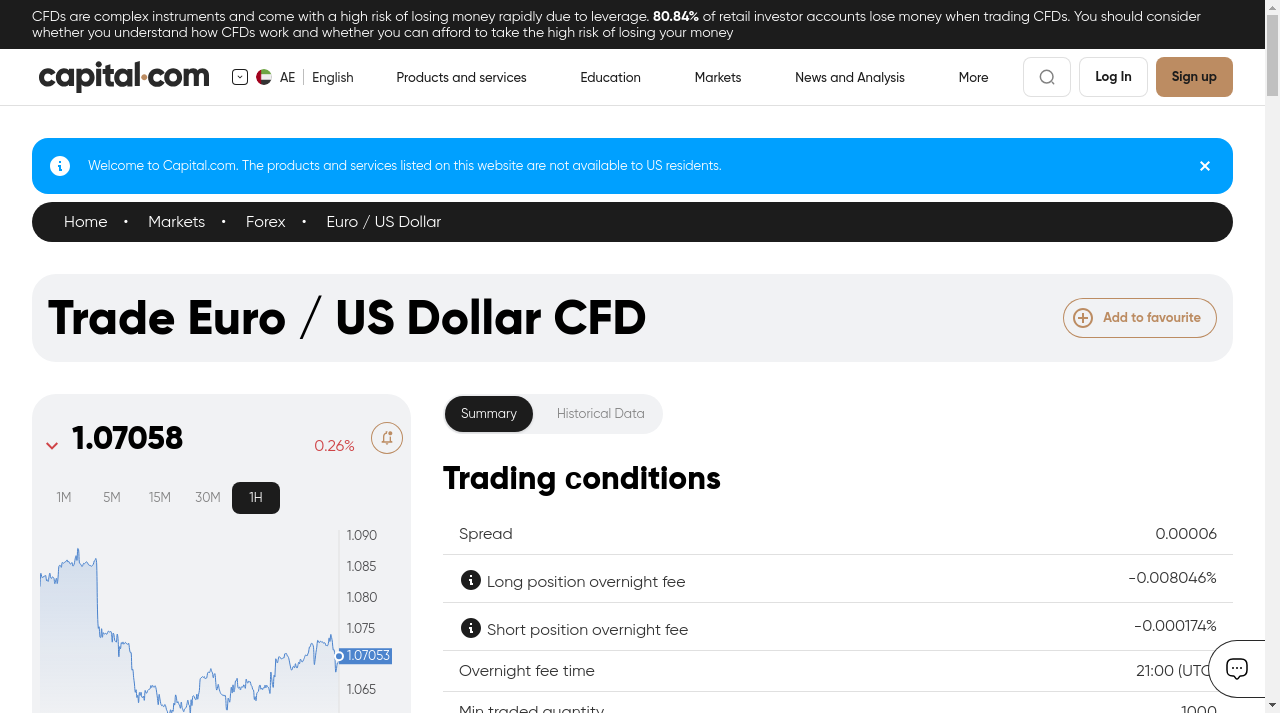 CFDs are complex instruments and come with a high risk of losing money rapidly due to leverage. 80.84% of retail investor accounts lose money when trading CFDs. You should consider
whether you understand how CFDs work and whether you can afford to take the high risk of losing your money
capital.com AE English Products and services Education Markets News and Analysis More Log In Sign up
Welcome to Capital.com. The products and services listed on this website are not available to US residents.
Home • Markets • Forex • Euro / US Dollar
Trade Euro / US Dollar CFD
Add to favourite
1.07058
0.26%
1M 5M 15M 30M 1H
1.090
1.085
1.080
1.075
1.07053
1.065
Summary Historical Data
Trading conditions
Spread 0.00006
Long position overnight fee -0.008046%
Short position overnight fee -0.000174%
Overnight fee time 21:00 (UTC
Min traded quantity 1000